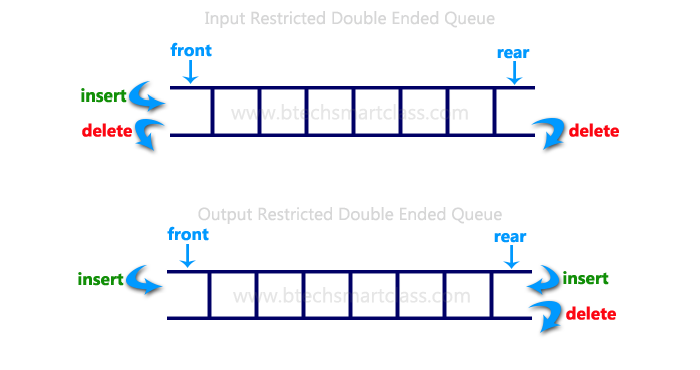 Input Restricted Double Ended Queue
front
rear
insert
www.btechsmartclass.com
delete
delete
Output Restricted Double Ended Queue
front
rear
insert
insert
www.btechsmartclass.com
delete